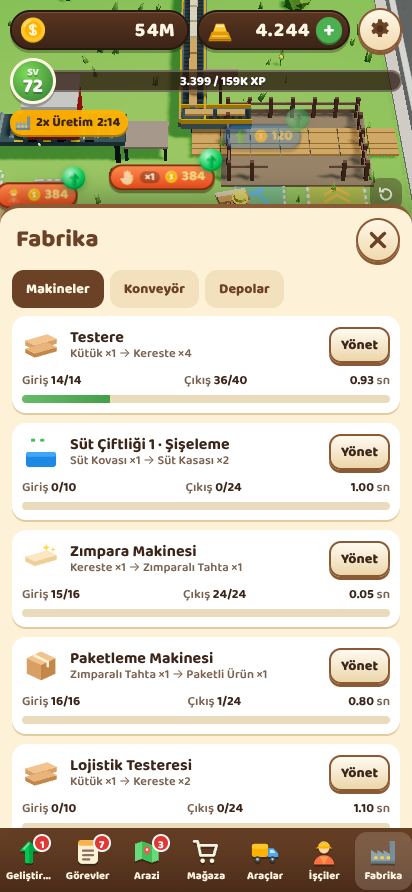 54M
4.244
SV
72
3.399 / 159K XP
2x Üretim 2:14
120
384
x1 384
Fabrika
Makineler
Konveyör
Depolar
Testere
Kütük ×1 → Kereste ×4
Yönet
Giriş 14/14
Çıkış 36/40
0.93 sn
Süt Çiftliği 1 · Şişeleme
Süt Kovası ×1 → Süt Kasası ×2
Yönet
Giriş 0/10
Çıkış 0/24
1.00 sn
Zımpara Makinesi
Kereste ×1 → Zımparalı Tahta ×1
Yönet
Giriş 15/16
Çıkış 24/24
0.05 sn
Paketleme Makinesi
Zımparalı Tahta ×1 → Paketli Ürün ×1
Yönet
Giriş 16/16
Çıkış 1/24
0.80 sn
Lojistik Testeresi
Kütük ×1 → Kereste ×2
Yönet
Giriş 0/10
Çıkış 0/24
1.10 sn
1
7
3
Geliştir...
Görevler
Arazi
Mağaza
Araçlar
İşçiler
Fabrika